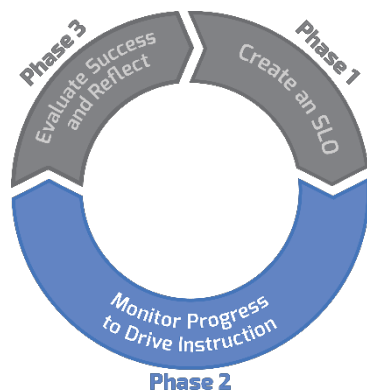 Phase 1
Create an SLO
Phase 2
Monitor Progress
to Drive Instruction
Phase 3
Evaluate Success
and Reflect